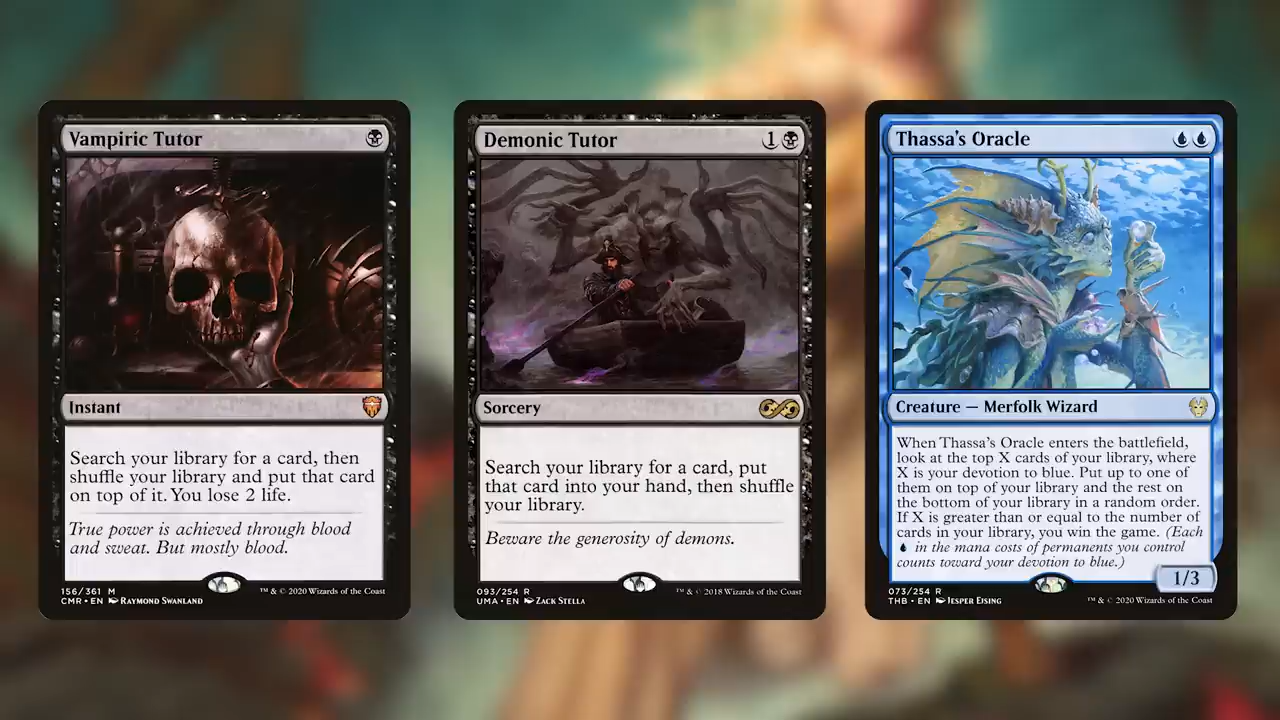 Vampiric Tutor
Instant
Search your library for a card, then
shuffle your library and put that card
on top of it. You lose 2 life.
True power is achieved through blood
and sweat. But mostly blood.
156/361 M
CMR • EN Raymond Swanland
™ & © 2020 Wizards of the Coast
Demonic Tutor
1
Sorcery
Search your library for a card, put
that card into your hand, then shuffle
your library.
Beware the generosity of demons.
093/254 R
UMA • EN Zack Stella
™ & © 2018 Wizards of the Coast
Thassa's Oracle
Creature — Merfolk Wizard
When Thassa's Oracle enters the battlefield,
look at the top X cards of your library, where
X is your devotion to blue. Put up to one of
them on top of your library and the rest on
the bottom of your library in a random order.
If X is greater than or equal to the number of
cards in your library, you win the game. (Each
in the mana costs of permanents you control
counts toward your devotion to blue.)
1/3
073/254 R
THB • EN Jesper Ejsing
™ & © 2020 Wizards of the Coast